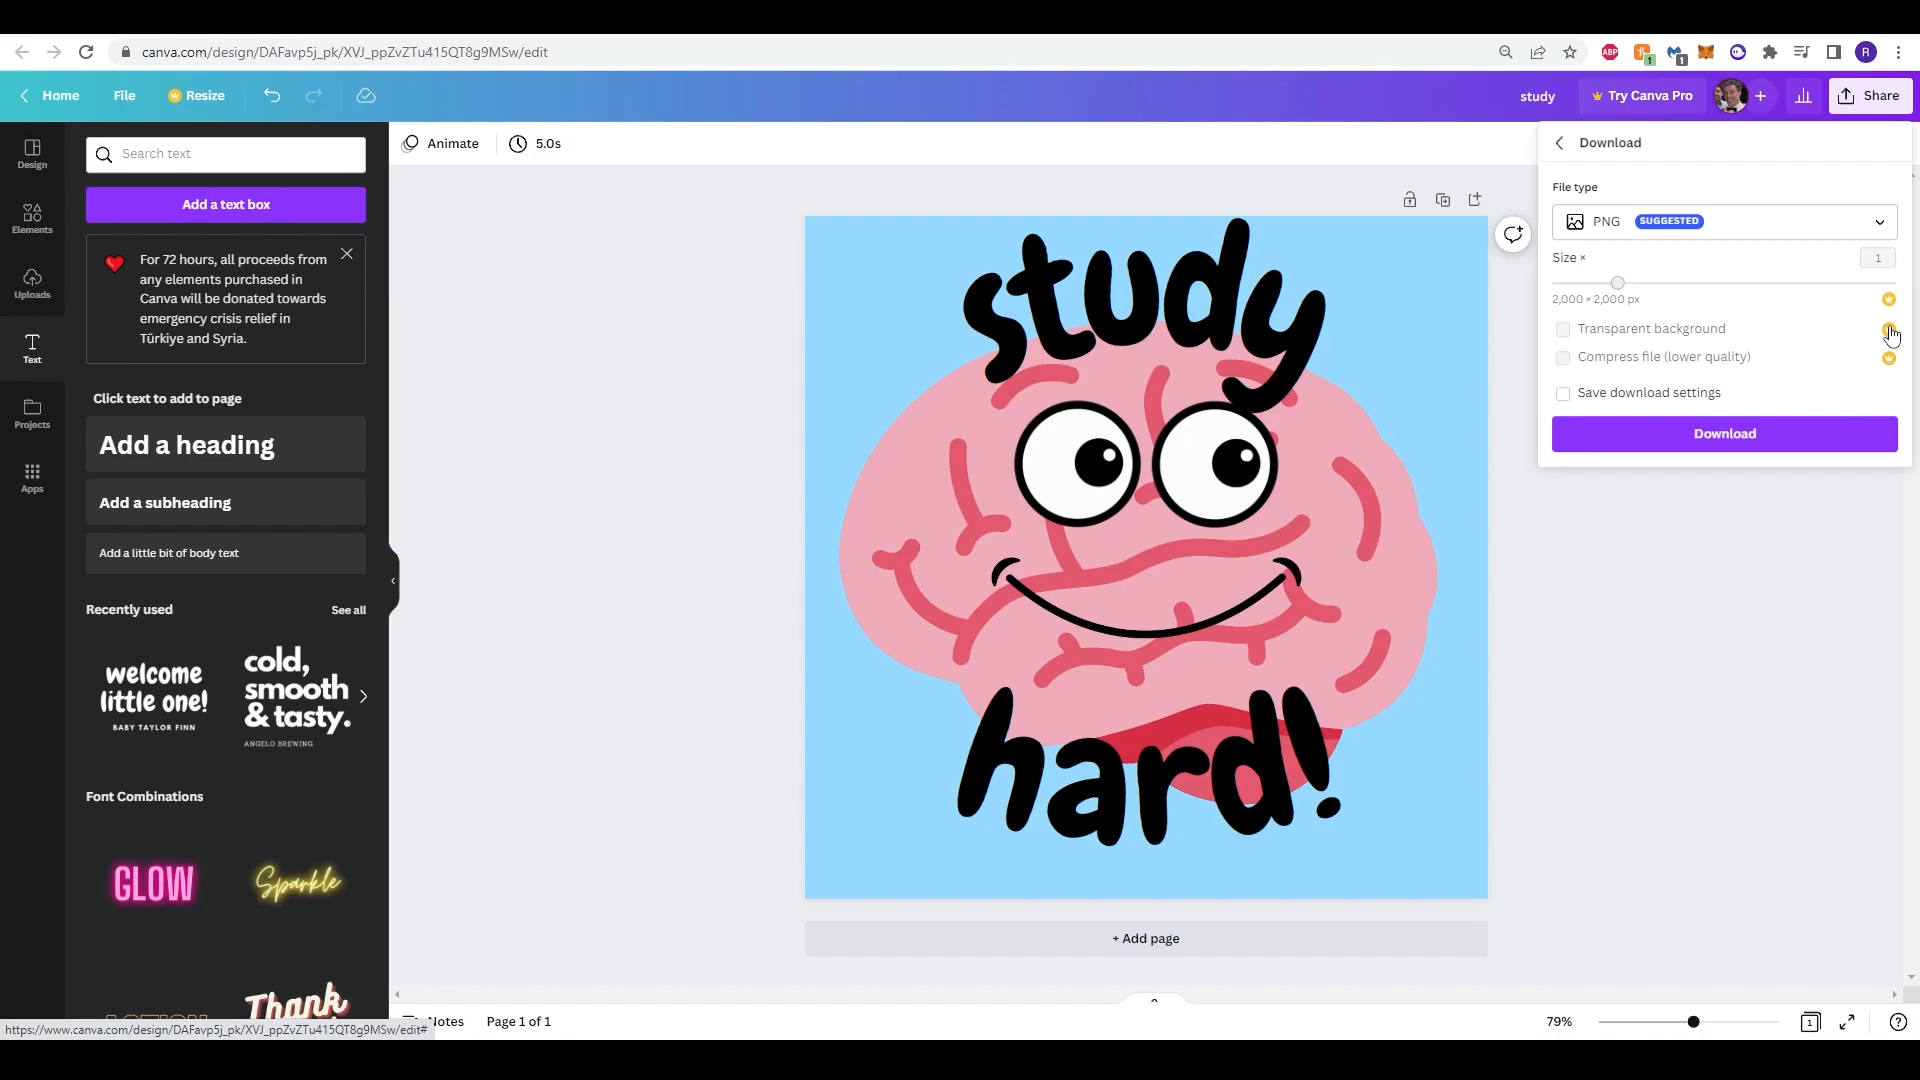 canva.com/design/DAFavp5j_pk/XVJ_ppZvZTu415QT8g9MSw/edit
ABP
1
1
R
Home
File
Resize
study
Try Canva Pro
Share
Design
Elements
Uploads
Text
Projects
Apps
Search text
Add a text box
For 72 hours, all proceeds from
any elements purchased in
Canva will be donated towards
emergency crisis relief in
Türkiye and Syria.
Click text to add to page
Add a heading
Add a subheading
Add a little bit of body text
Recently used
See all
welcome
little one!
BABY TAYLOR FINN
cold,
smooth
& tasty.
ANGELO BREWING
Font Combinations
GLOW
Sparkle
Thank
https://www.canva.com/design/DAFavp5j_pk/XVJ_ppZvZTu415QT8g9MSw/edit#
Animate
5.0s
study
hard!
+ Add page
Page 1 of 1
79%
1
Download
File type
PNG
SUGGESTED
Size ×
1
2,000 × 2,000 px
Transparent background
Compress file (lower quality)
Save download settings
Download